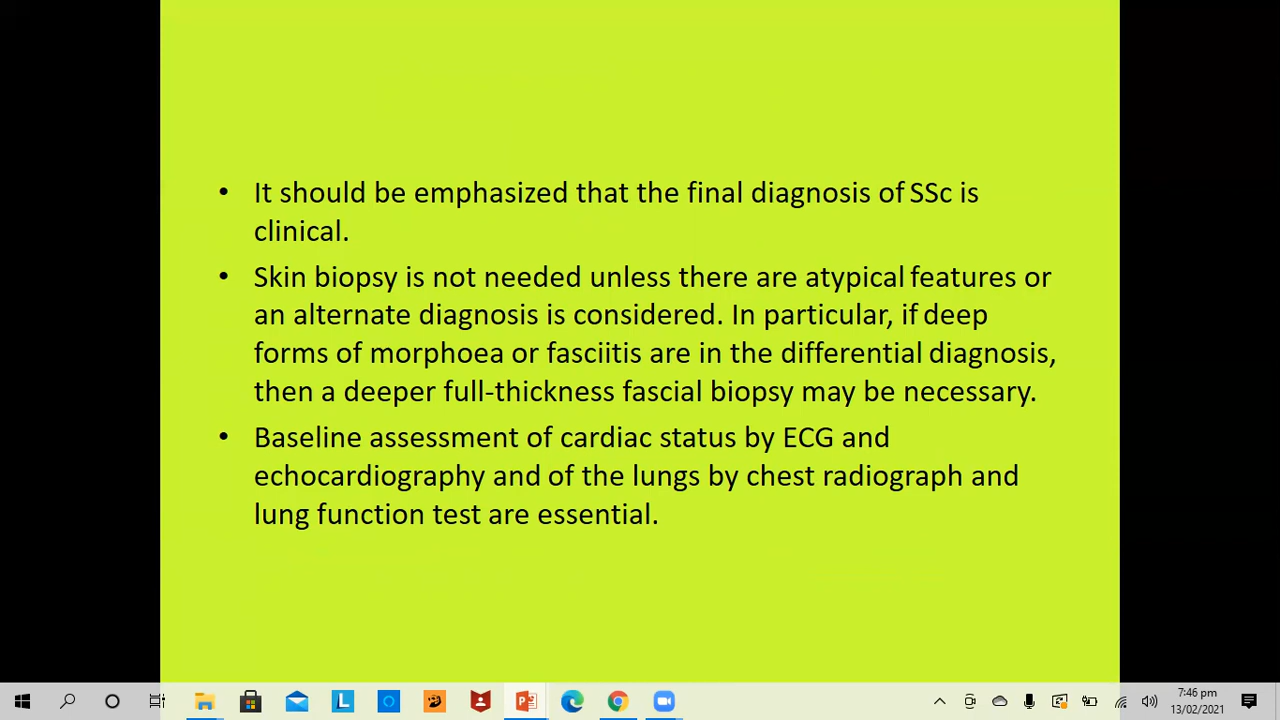 • It should be emphasized that the final diagnosis of SSc is
clinical.
• Skin biopsy is not needed unless there are atypical features or
an alternate diagnosis is considered. In particular, if deep
forms of morphoea or fasciitis are in the differential diagnosis,
then a deeper full-thickness fascial biopsy may be necessary.
• Baseline assessment of cardiac status by ECG and
echocardiography and of the lungs by chest radiograph and
lung function test are essential.
L
7:46 pm
13/02/2021